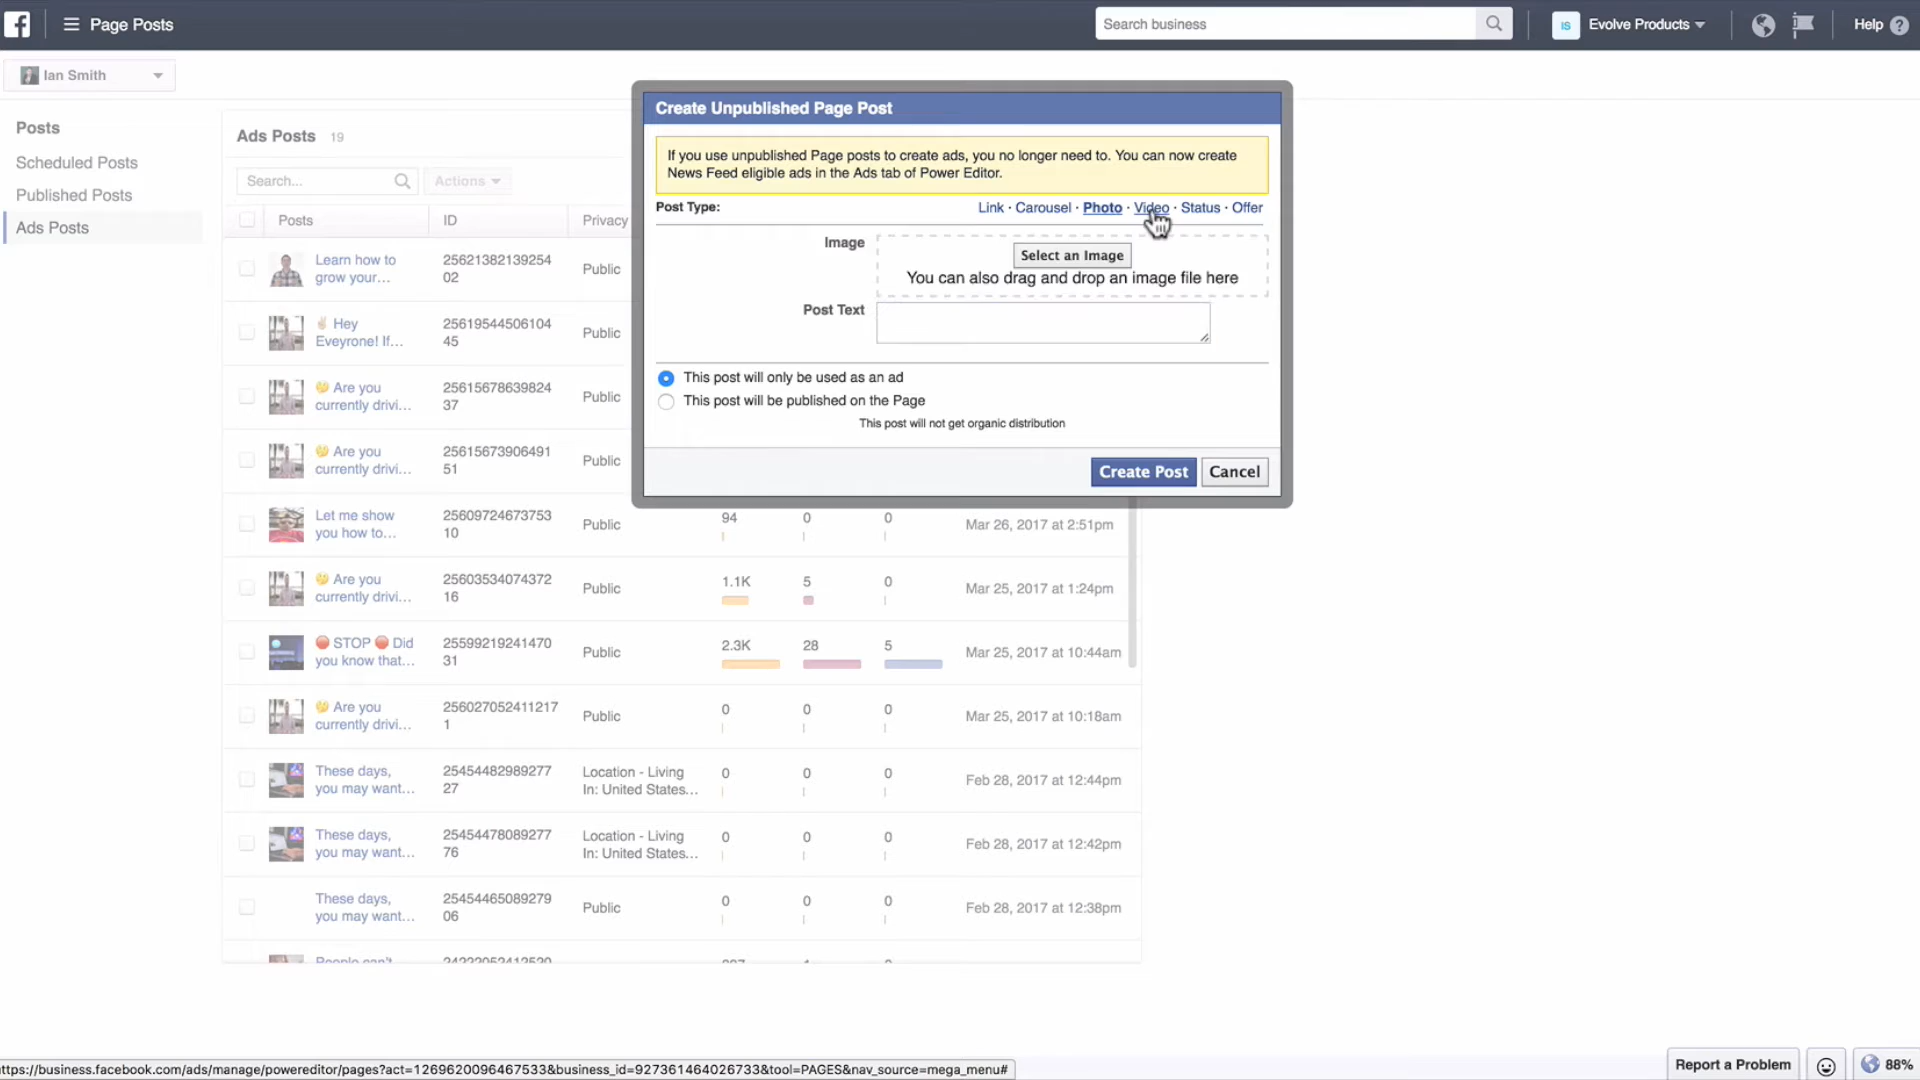 Page Posts
Search business
IS
Evolve Products
Help ?
Ian Smith
Posts
Scheduled Posts
Published Posts
Ads Posts
Ads Posts 19
Search...
Actions
Posts ID Privacy
Learn how to
grow your...
25621382139254
02
Public
✌ Hey
Eveyrone! If...
25619544506104
45
Public
🤔 Are you
currently drivi...
25615678639824
37
Public
🤔 Are you
currently drivi...
25615673906491
51
Public
Let me show
you how to...
25609724673753
10
Public
94 0 0
Mar 26, 2017 at 2:51pm
🤔 Are you
currently drivi...
25603534074372
16
Public
1.1K 5 0
Mar 25, 2017 at 1:24pm
🛑 STOP 🛑 Did
you know that...
25599219241470
31
Public
2.3K 28 5
Mar 25, 2017 at 10:44am
🤔 Are you
currently drivi...
256027052411217
1
Public
0 0 0
Mar 25, 2017 at 10:18am
These days,
you may want...
25454482989277
27
Location - Living
In: United States...
0 0 0
Feb 28, 2017 at 12:44pm
These days,
you may want...
25454478089277
76
Location - Living
In: United States...
0 0 0
Feb 28, 2017 at 12:42pm
These days,
you may want...
25454465089279
06
Public
0 0 0
Feb 28, 2017 at 12:38pm
People can't
Create Unpublished Page Post
If you use unpublished Page posts to create ads, you no longer need to. You can now create
News Feed eligible ads in the Ads tab of Power Editor.
Post Type:
Link · Carousel · Photo · Video · Status · Offer
Image
Select an Image
You can also drag and drop an image file here
Post Text
This post will only be used as an ad
This post will be published on the Page
This post will not get organic distribution
Create Post
Cancel
ttps://business.facebook.com/ads/manage/powereditor/pages?act=1269620096467533&business_id=927361464026733&tool=PAGES&nav_source=mega_menu#
Report a Problem
88%